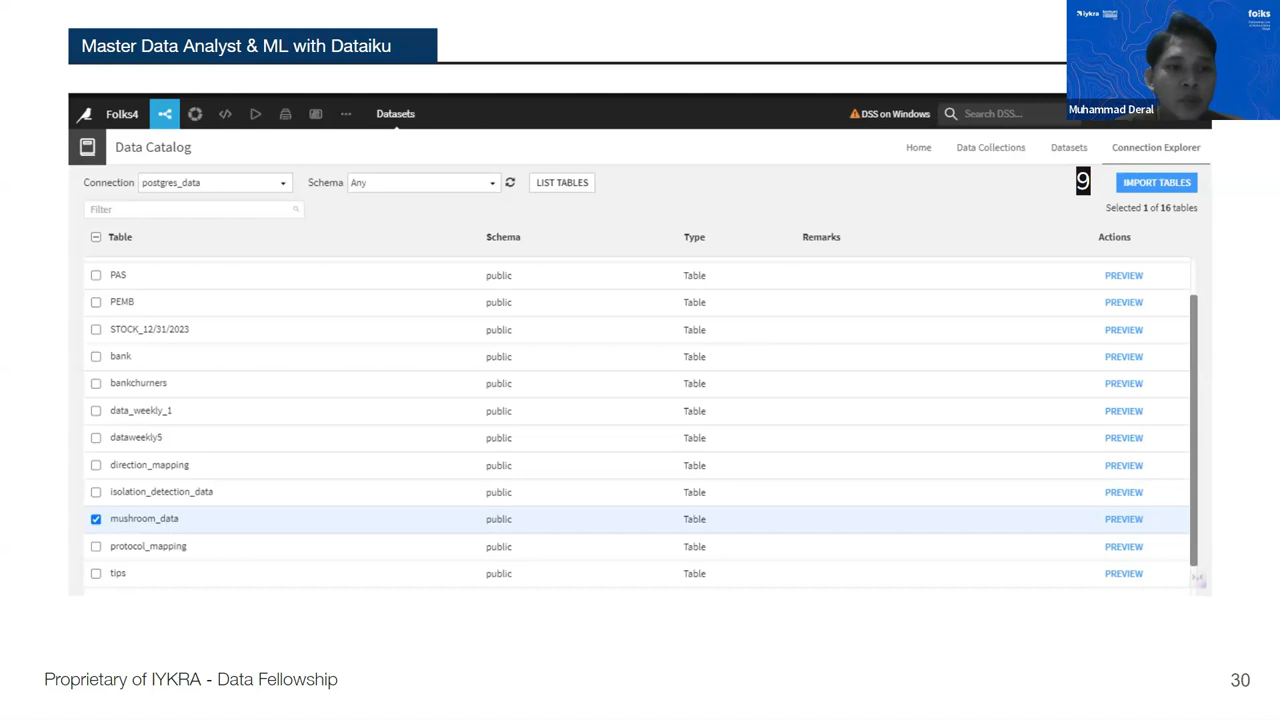 Master Data Analyst & ML with Dataiku
iykra
folks
Muhammad Deral
Folks4
Datasets
DSS on Windows
Search DSS...
Data Catalog
Home
Data Collections
Datasets
Connection Explorer
Connection
postgres_data
Schema
Any
LIST TABLES
9
IMPORT TABLES
Filter
Selected 1 of 16 tables
Table Schema Type Remarks Actions
PAS public Table PREVIEW
PEMB public Table PREVIEW
STOCK_12/31/2023 public Table PREVIEW
bank public Table PREVIEW
bankchurners public Table PREVIEW
data_weekly_1 public Table PREVIEW
dataweekly5 public Table PREVIEW
direction_mapping public Table PREVIEW
isolation_detection_data public Table PREVIEW
mushroom_data public Table PREVIEW
protocol_mapping public Table PREVIEW
tips public Table PREVIEW
Proprietary of IYKRA - Data Fellowship
30